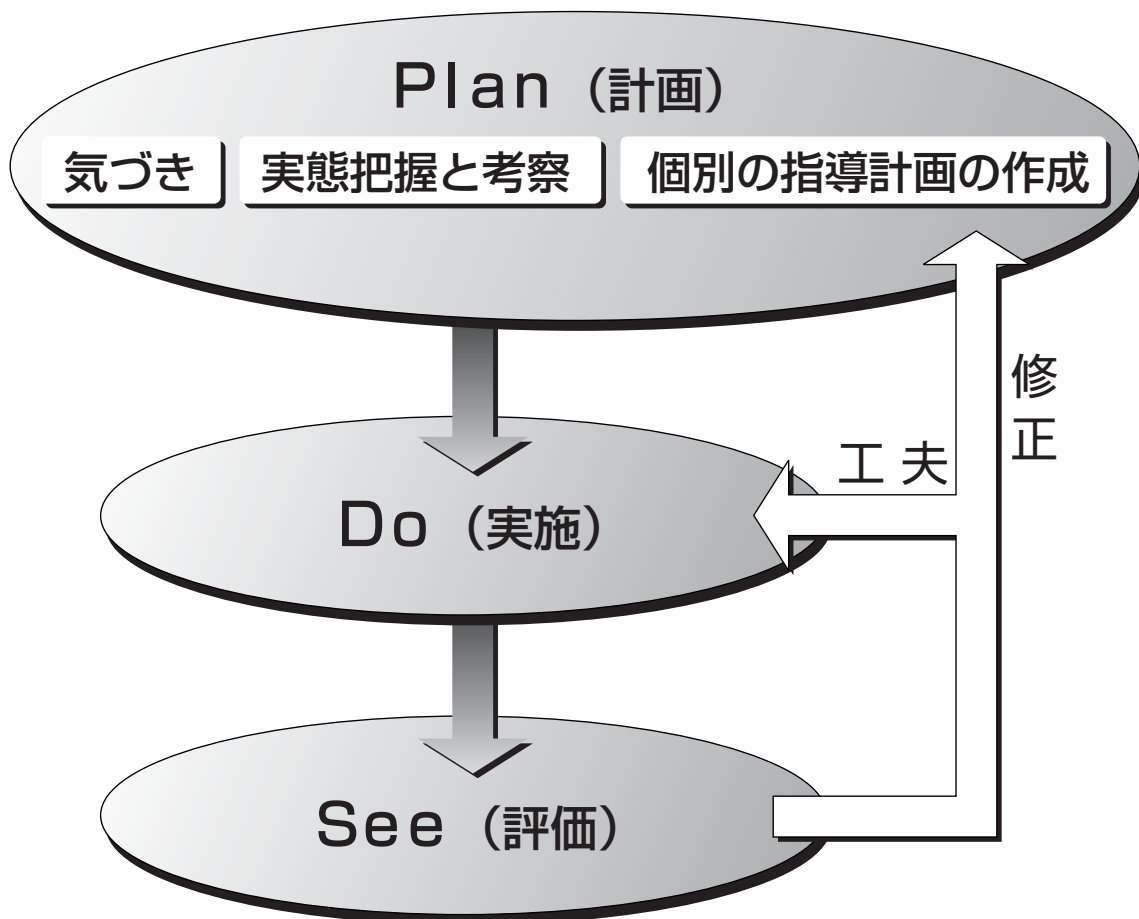 Plan（計画）
気づき
実態把握と考察
個別の指導計画の作成
修正
工夫
Do（実施）
See（評価）